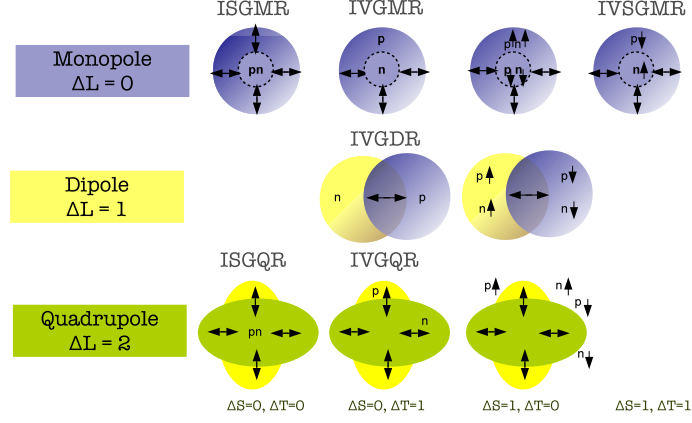 ISGMR IVGMR IVSGMR
Monopole
ΔL = 0
pn
p
n
p n
p n
p
n
IVGDR
Dipole
ΔL = 1
n p
p p
n n
ISGQR IVGQR
Quadrupole
ΔL = 2
pn
p
n
p n
p
n
ΔS=0, ΔT=0 ΔS=0, ΔT=1 ΔS=1, ΔT=0 ΔS=1, ΔT=1